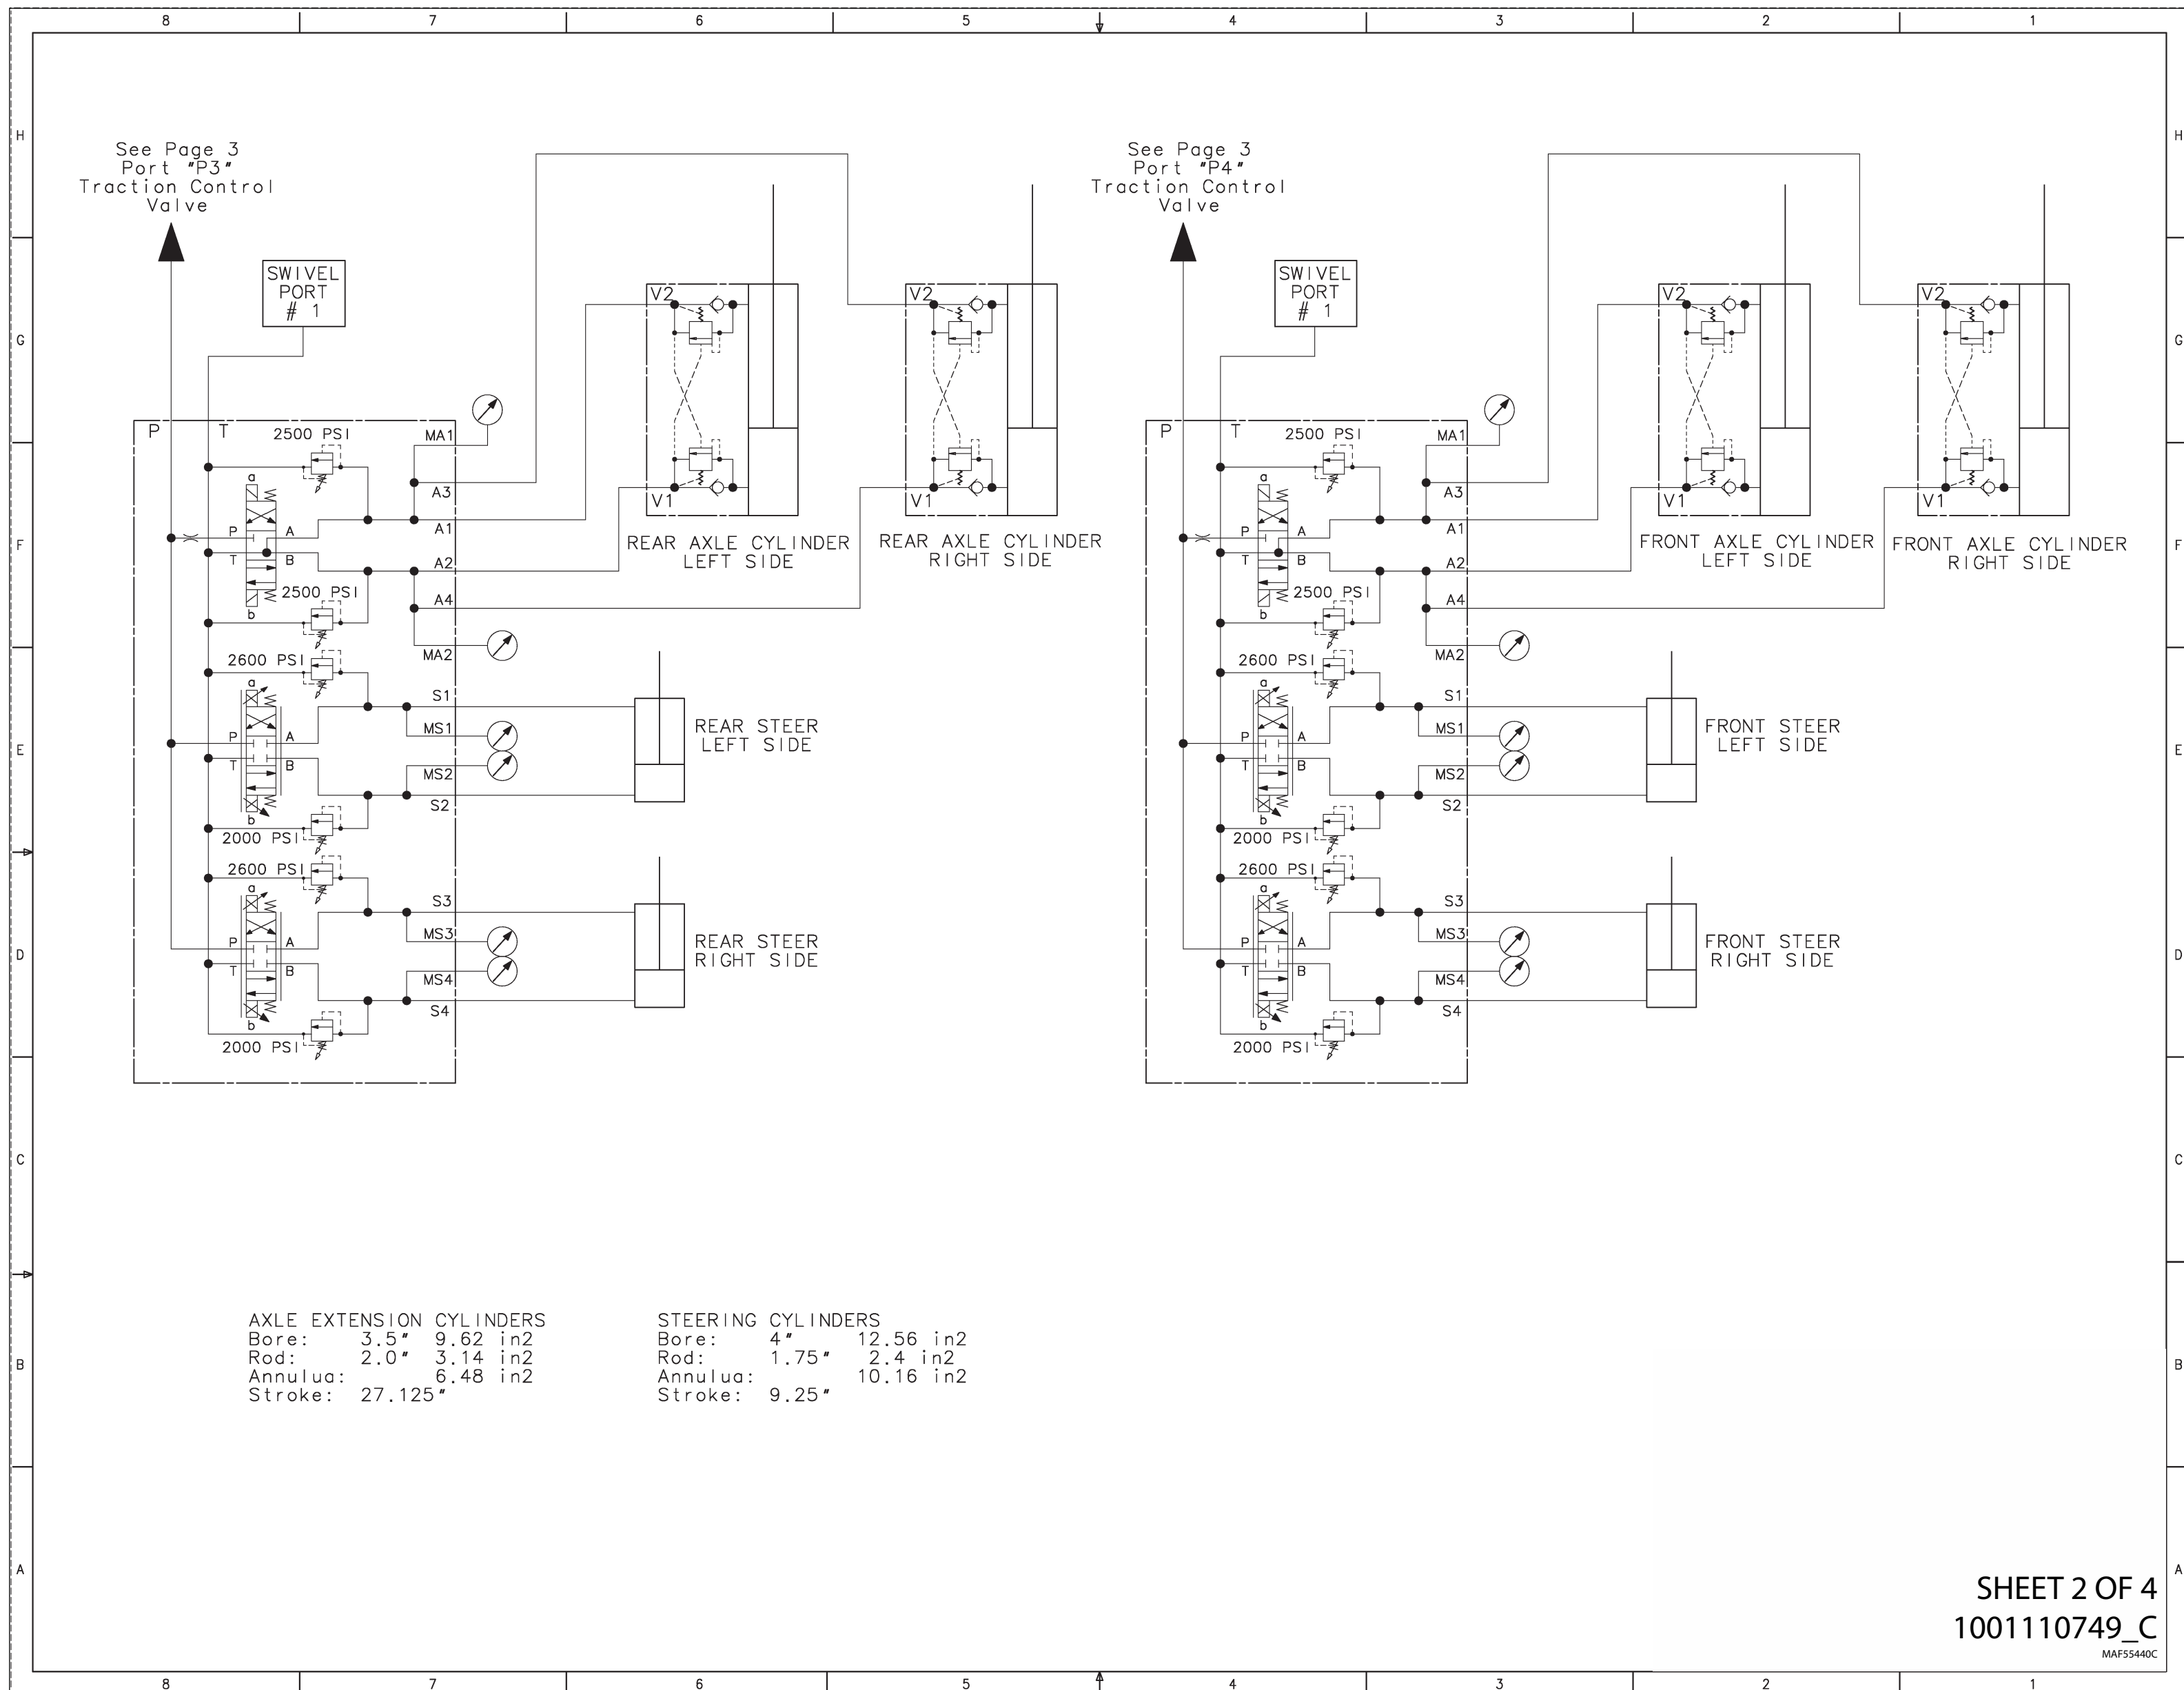 8 7 6 5 4 3 2 1
H
H
See Page 3
Port "P3"
Traction Control
Valve
See Page 3
Port "P4"
Traction Control
Valve
SWIVEL
PORT
# 1
SWIVEL
PORT
# 1
G
G
V2
V2
V2
V2
V1
V1
V1
V1
REAR AXLE CYLINDER
LEFT SIDE
REAR AXLE CYLINDER
RIGHT SIDE
FRONT AXLE CYLINDER
LEFT SIDE
FRONT AXLE CYLINDER
RIGHT SIDE
F
F
P T
2500 PSI
MA1
a
A3
A1
P A
T B
A2
2500 PSI
b
A4
MA2
2600 PSI
a
S1
MS1
P A
T B
MS2
S2
b
2000 PSI
REAR STEER
LEFT SIDE
2600 PSI
a
S3
MS3
P A
T B
MS4
S4
b
2000 PSI
REAR STEER
RIGHT SIDE
P T
2500 PSI
MA1
a
A3
A1
P A
T B
A2
2500 PSI
b
A4
MA2
2600 PSI
a
S1
MS1
P A
T B
MS2
S2
b
2000 PSI
FRONT STEER
LEFT SIDE
2600 PSI
a
S3
MS3
P A
T B
MS4
S4
b
2000 PSI
FRONT STEER
RIGHT SIDE
E
E
D
D
C
C
AXLE EXTENSION CYLINDERS
Bore: 3.5" 9.62 in2
Rod: 2.0" 3.14 in2
Annulua: 6.48 in2
Stroke: 27.125"
STEERING CYLINDERS
Bore: 4" 12.56 in2
Rod: 1.75" 2.4 in2
Annulua: 10.16 in2
Stroke: 9.25"
B
B
A
A
SHEET 2 OF 4
1001110749_C
MAF55440C
8 7 6 5 4 3 2 1